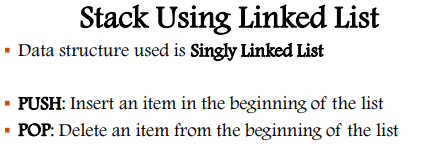 Stack Using Linked List
▪ Data structure used is Singly Linked List
▪ PUSH: Insert an item in the beginning of the list
▪ POP: Delete an item from the beginning of the list